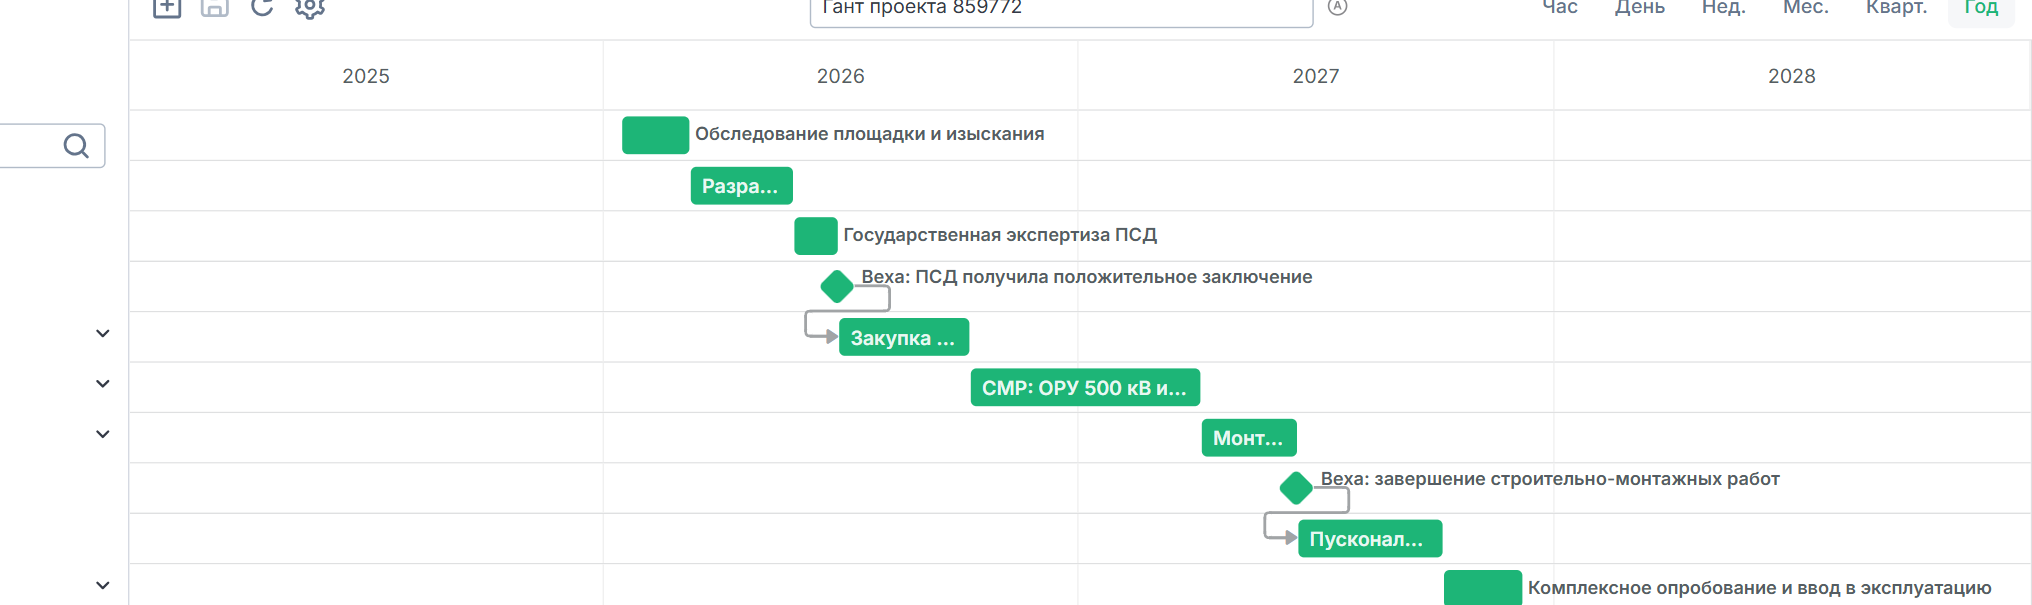 Гант проекта 859772
Час День Нед. Мес. Кварт. Год
2025 2026 2027 2028
Обследование площадки и изыскания
Разра...
Государственная экспертиза ПСД
Веха: ПСД получила положительное заключение
Закупка ...
СМР: ОРУ 500 кВ и...
Монт...
Веха: завершение строительно-монтажных работ
Пусконал...
Комплексное опробование и ввод в эксплуатацию